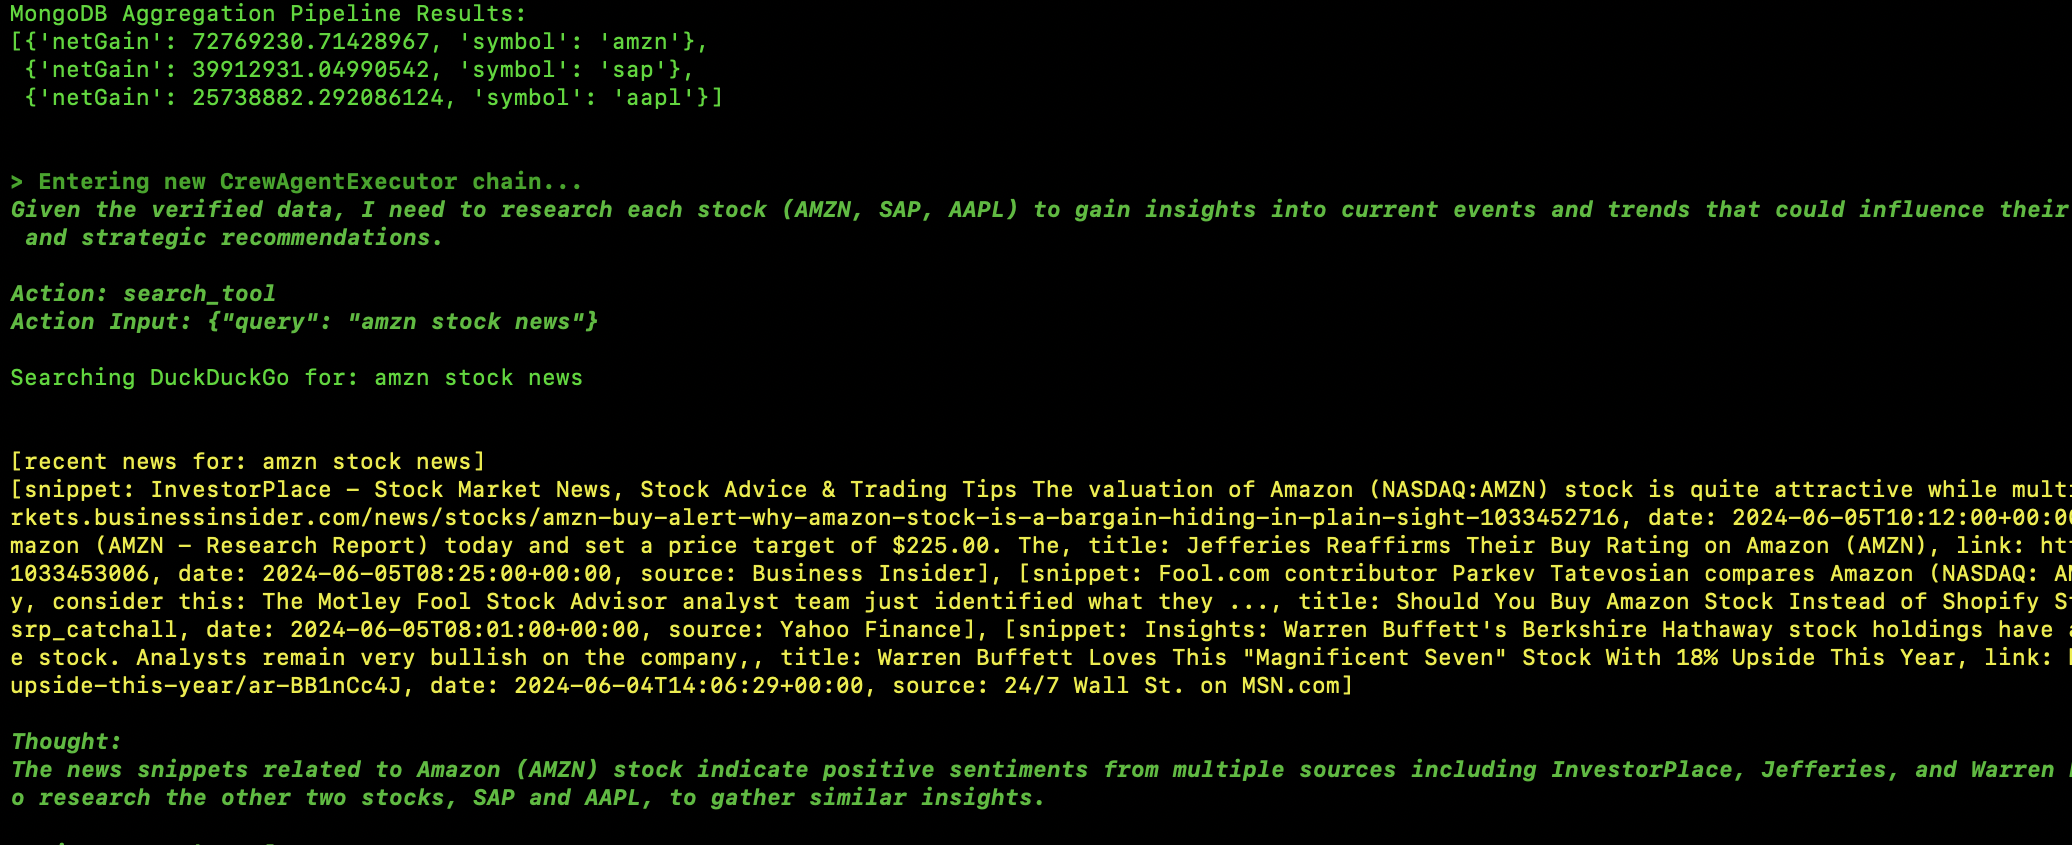 MongoDB Aggregation Pipeline Results:
[{'netGain': 72769230.71428967, 'symbol': 'amzn'},
 {'netGain': 39912931.04990542, 'symbol': 'sap'},
 {'netGain': 25738882.292086124, 'symbol': 'aapl'}]
> Entering new CrewAgentExecutor chain...
Given the verified data, I need to research each stock (AMZN, SAP, AAPL) to gain insights into current events and trends that could influence their
 and strategic recommendations.
Action: search_tool
Action Input: {"query": "amzn stock news"}
Searching DuckDuckGo for: amzn stock news
[recent news for: amzn stock news]
[snippet: InvestorPlace – Stock Market News, Stock Advice & Trading Tips The valuation of Amazon (NASDAQ:AMZN) stock is quite attractive while
rkets.businessinsider.com/news/stocks/amzn-buy-alert-why-amazon-stock-is-a-bargain-hiding-in-plain-sight-1033452716, date: 2024-06-05T10:12:00+00:00
mazon (AMZN – Research Report) today and set a price target of $225.00. The, title: Jefferies Reaffirms Their Buy Rating on Amazon (AMZN), link:
1033453006, date: 2024-06-05T08:25:00+00:00, source: Business Insider], [snippet: Fool.com contributor Parkev Tatevosian compares Amazon (NASDAQ:
y, consider this: The Motley Fool Stock Advisor analyst team just identified what they ..., title: Should You Buy Amazon Stock Instead of Shopify
srp_catchall, date: 2024-06-05T08:01:00+00:00, source: Yahoo Finance], [snippet: Insights: Warren Buffett's Berkshire Hathaway stock holdings have
e stock. Analysts remain very bullish on the company,, title: Warren Buffett Loves This "Magnificent Seven" Stock With 18% Upside This Year, link:
upside-this-year/ar-BB1nCc4J, date: 2024-06-04T14:06:29+00:00, source: 24/7 Wall St. on MSN.com]
Thought:
The news snippets related to Amazon (AMZN) stock indicate positive sentiments from multiple sources including InvestorPlace, Jefferies, and Warren
o research the other two stocks, SAP and AAPL, to gather similar insights.